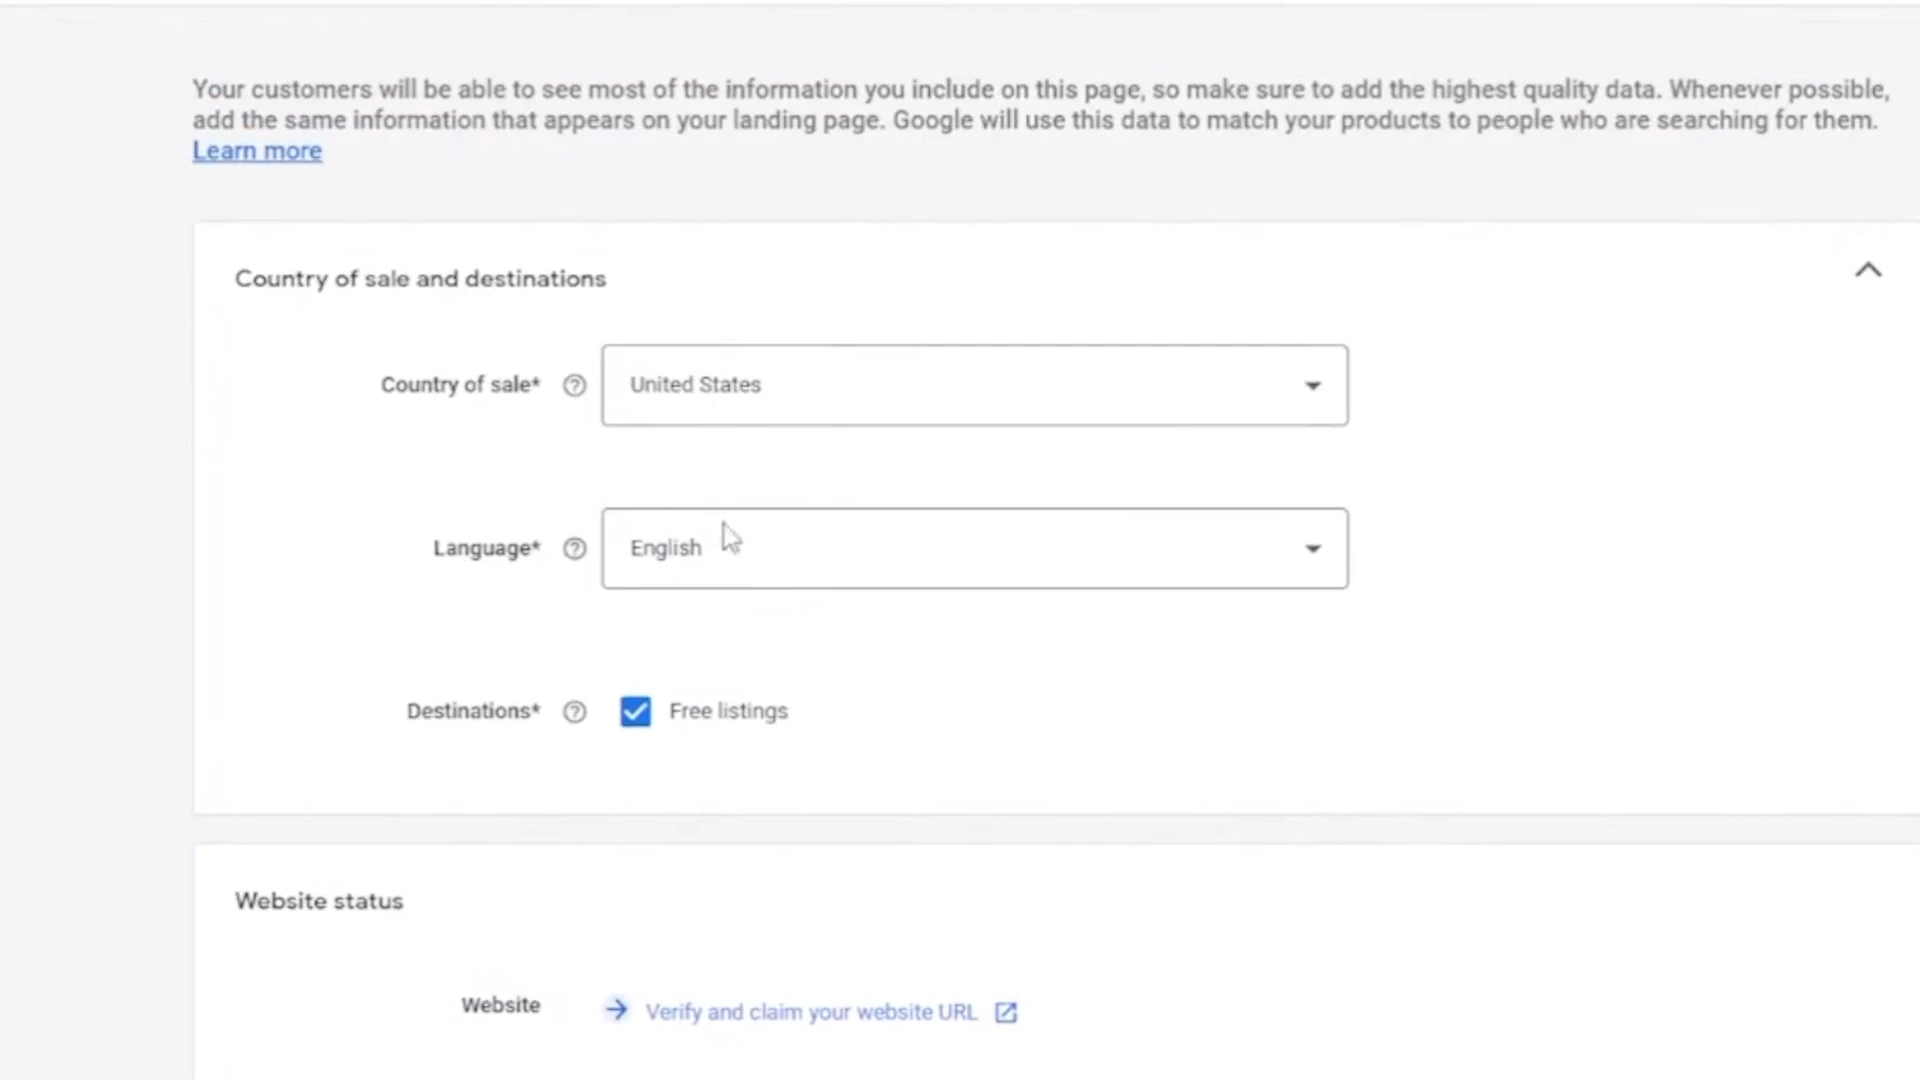 Your customers will be able to see most of the information you include on this page, so make sure to add the highest quality data. Whenever possible,
add the same information that appears on your landing page. Google will use this data to match your products to people who are searching for them.
Learn more
Country of sale and destinations
Country of sale* United States
Language* English
Destinations* Free listings
Website status
Website Verify and claim your website URL